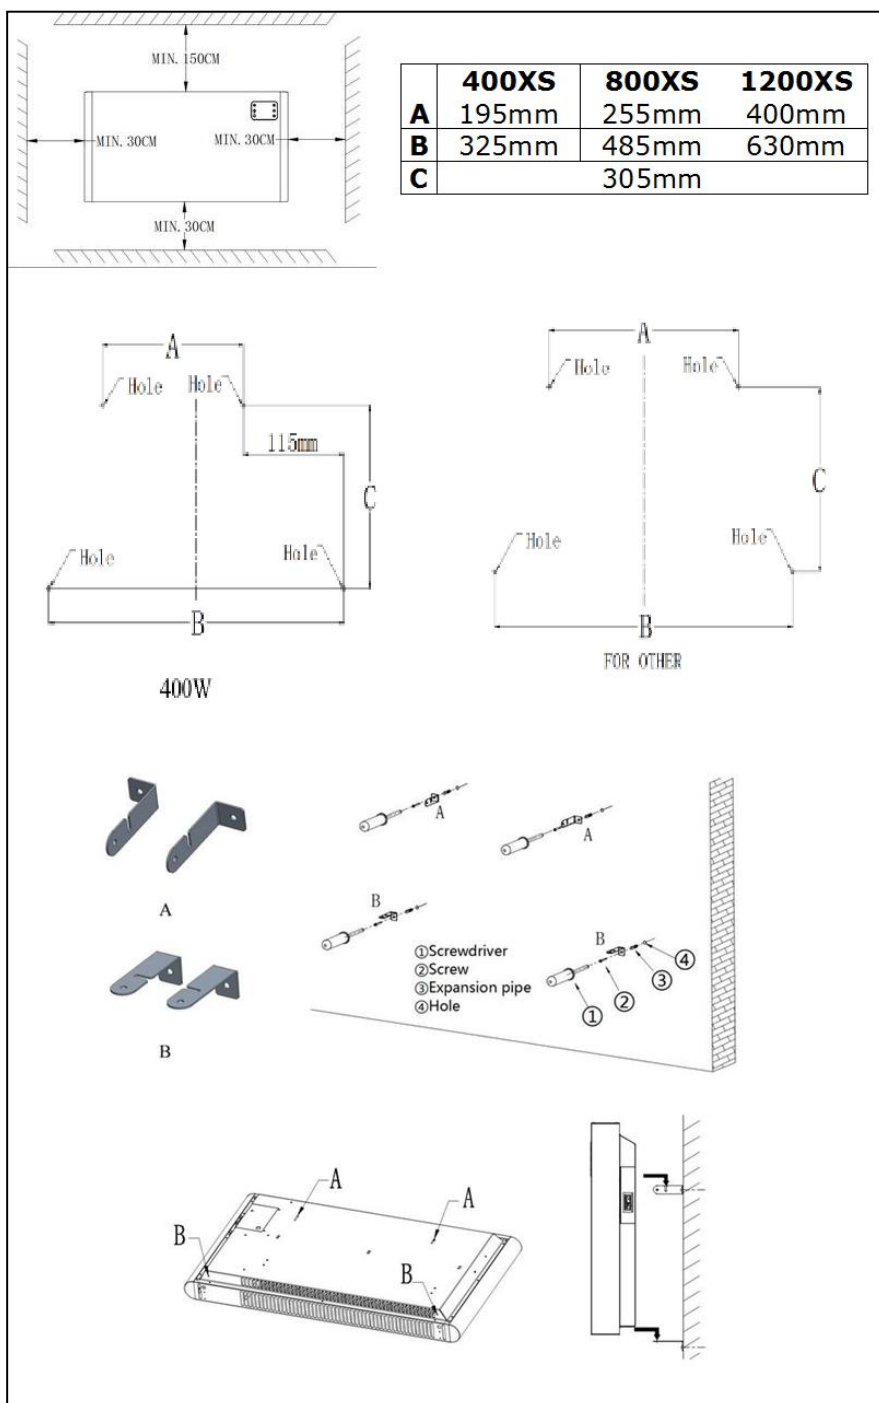 MIN. 150CM
MIN. 30CM
MIN. 30CM
MIN. 30CM
400XS 800XS 1200XS
A 195mm 255mm 400mm
B 325mm 485mm 630mm
C 305mm
A
Hole Hole
115mm
C
Hole Hole
B
400W
A
Hole Hole
C
Hole Hole
B
FOR OTHER
A
B
A
A
B
B
①Screwdriver
②Screw
③Expansion pipe
④Hole
① ② ③ ④
A
A
B
B